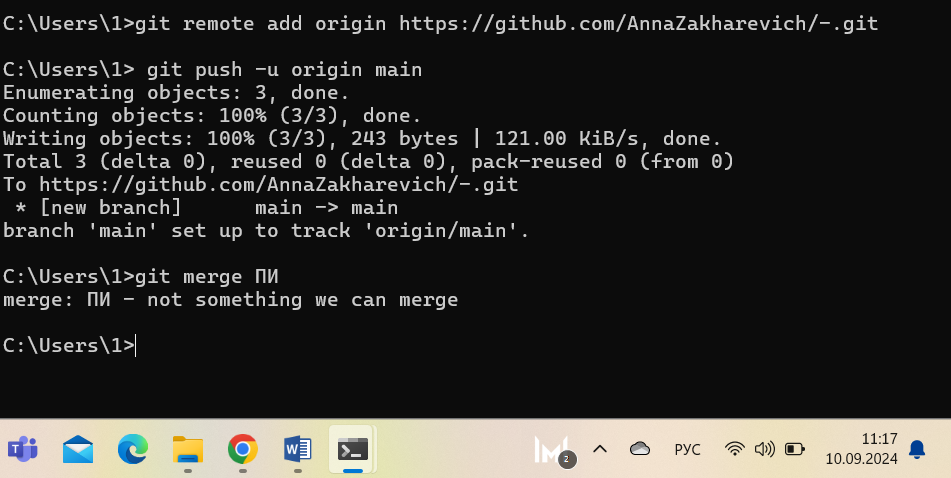 C:\Users\1>git remote add origin https://github.com/AnnaZakharevich/-.git
C:\Users\1> git push -u origin main
Enumerating objects: 3, done.
Counting objects: 100% (3/3), done.
Writing objects: 100% (3/3), 243 bytes | 121.00 KiB/s, done.
Total 3 (delta 0), reused 0 (delta 0), pack-reused 0 (from 0)
To https://github.com/AnnaZakharevich/-.git
 * [new branch]      main -> main
branch 'main' set up to track 'origin/main'.
C:\Users\1>git merge ПИ
merge: ПИ - not something we can merge
C:\Users\1>
2
РУС
11:17
10.09.2024